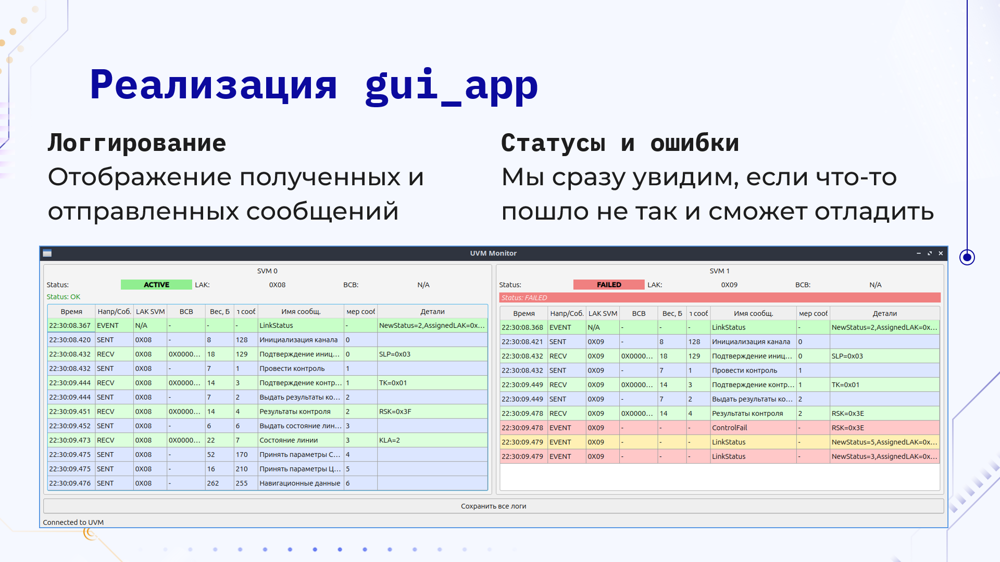 Реализация gui_app
Логгирование
Отображение полученных и
отправленных сообщений
Статусы и ошибки
Мы сразу увидим, если что-то
пошло не так и сможет отладить
UVM Monitor
SVM 0
Status: ACTIVE LAK: 0X08 BCB: N/A
Status: OK
Время Напр/Соб. LAK SVM BCB Вес, Б т сооб Имя сообщ. мер сооб Детали
22:30:08.367 EVENT N/A - - - LinkStatus - NewStatus=2,AssignedLAK=0x...
22:30:08.420 SENT 0X08 - 8 128 Инициализация канала 0
22:30:08.432 RECV 0X08 0X0000... 18 129 Подтверждение иниц... 0 SLP=0x03
22:30:08.432 SENT 0X08 - 7 1 Провести контроль 1
22:30:09.444 RECV 0X08 0X0000... 14 3 Подтверждение контр... 1 TK=0x01
22:30:09.444 SENT 0X08 - 7 2 Выдать результаты ко... 2
22:30:09.451 RECV 0X08 0X0000... 14 4 Результаты контроля 2 RSK=0x3F
22:30:09.452 SENT 0X08 - 6 6 Выдать состояние лин... 3
22:30:09.473 RECV 0X08 0X0000... 22 7 Состояние линии 3 KLA=2
22:30:09.475 SENT 0X08 - 52 170 Принять параметры С... 4
22:30:09.475 SENT 0X08 - 16 210 Принять параметры Ц... 5
22:30:09.476 SENT 0X08 - 262 255 Навигационные данные 6
SVM 1
Status: FAILED LAK: 0X09 BCB: N/A
Status: FAILED
Время Напр/Соб. LAK SVM BCB Вес, Б т сооб Имя сообщ. мер сооб Детали
22:30:08.368 EVENT N/A - - - LinkStatus - NewStatus=2,AssignedLAK=0x...
22:30:08.421 SENT 0X09 - 8 128 Инициализация канала 0
22:30:08.432 RECV 0X09 0X0000... 18 129 Подтверждение иниц... 0 SLP=0x03
22:30:08.432 SENT 0X09 - 7 1 Провести контроль 1
22:30:09.449 RECV 0X09 0X0000... 14 3 Подтверждение контр... 1 TK=0x01
22:30:09.449 SENT 0X09 - 7 2 Выдать результаты ко... 2
22:30:09.478 RECV 0X09 0X0000... 14 4 Результаты контроля 2 RSK=0x3E
22:30:09.478 EVENT 0X09 - - - ControlFail - RSK=0x3E
22:30:09.479 EVENT 0X09 - - - LinkStatus - NewStatus=5,AssignedLAK=0x...
22:30:09.479 EVENT 0X09 - - - LinkStatus - NewStatus=3,AssignedLAK=0x...
Сохранить все логи
Connected to UVM